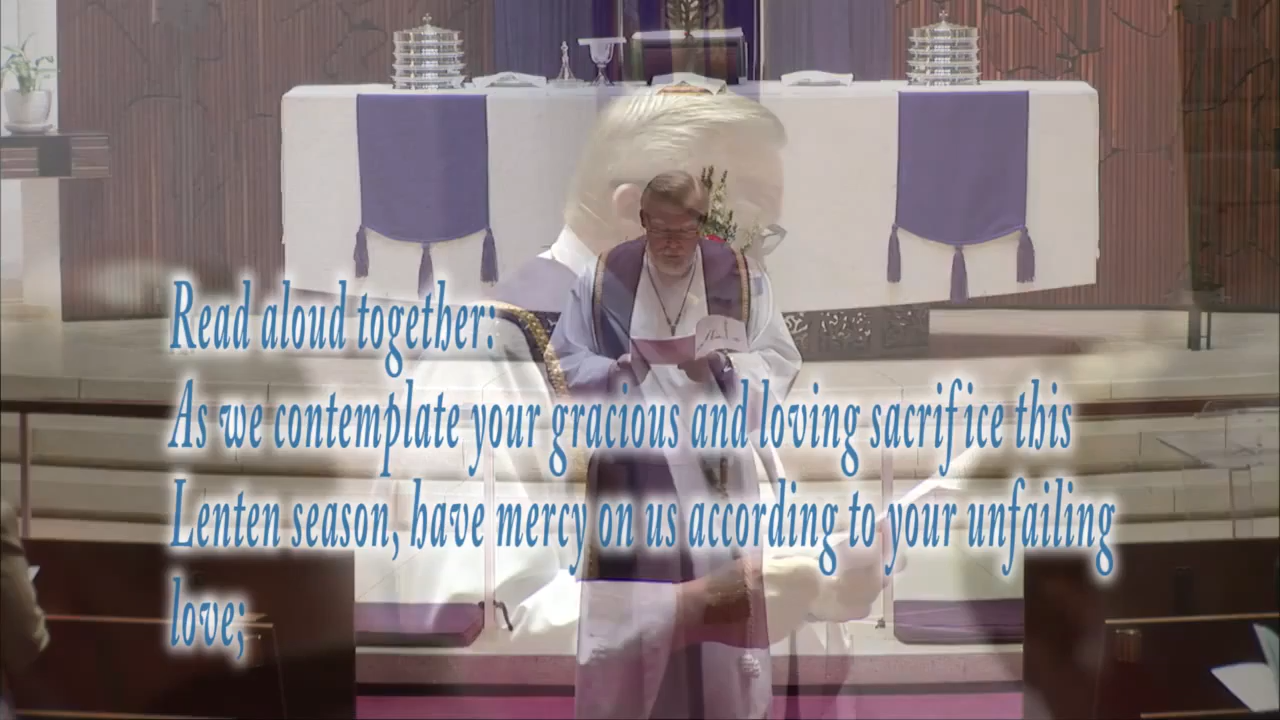 Read aloud together:
As we contemplate your gracious and loving sacrifice this
Lenten season, have mercy on us according to your unfailing
love;